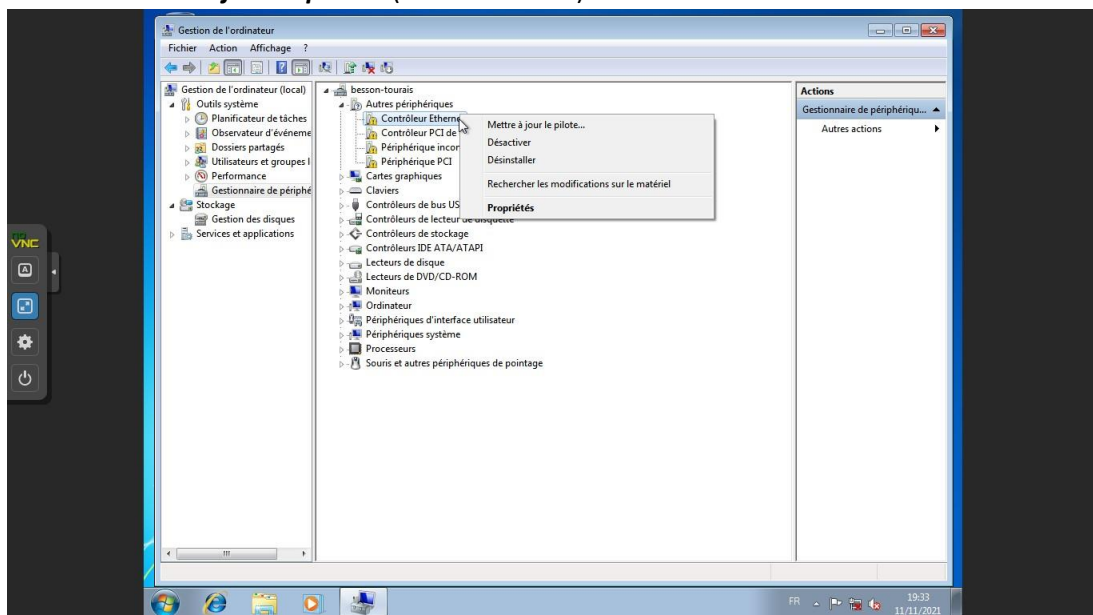 Gestion de l'ordinateur
Fichier Action Affichage ?
Gestion de l'ordinateur (local)
Outils système
Planificateur de tâches
Observateur d'événeme
Dossiers partagés
Utilisateurs et groupes l
Performance
Gestionnaire de périphé
Stockage
Gestion des disques
Services et applications
besson-tourais
Autres périphériques
Contrôleur Etherne
Contrôleur PCI de
Périphérique incor
Périphérique PCI
Cartes graphiques
Claviers
Contrôleurs de bus US
Contrôleurs de lecteur de disquette
Contrôleurs de stockage
Contrôleurs IDE ATA/ATAPI
Lecteurs de disque
Lecteurs de DVD/CD-ROM
Moniteurs
Ordinateur
Périphériques d'interface utilisateur
Périphériques système
Processeurs
Souris et autres périphériques de pointage
Mettre à jour le pilote...
Désactiver
Désinstaller
Rechercher les modifications sur le matériel
Propriétés
Actions
Gestionnaire de périphériqu...
Autres actions
VNC
A
FR
19:33
11/11/2021